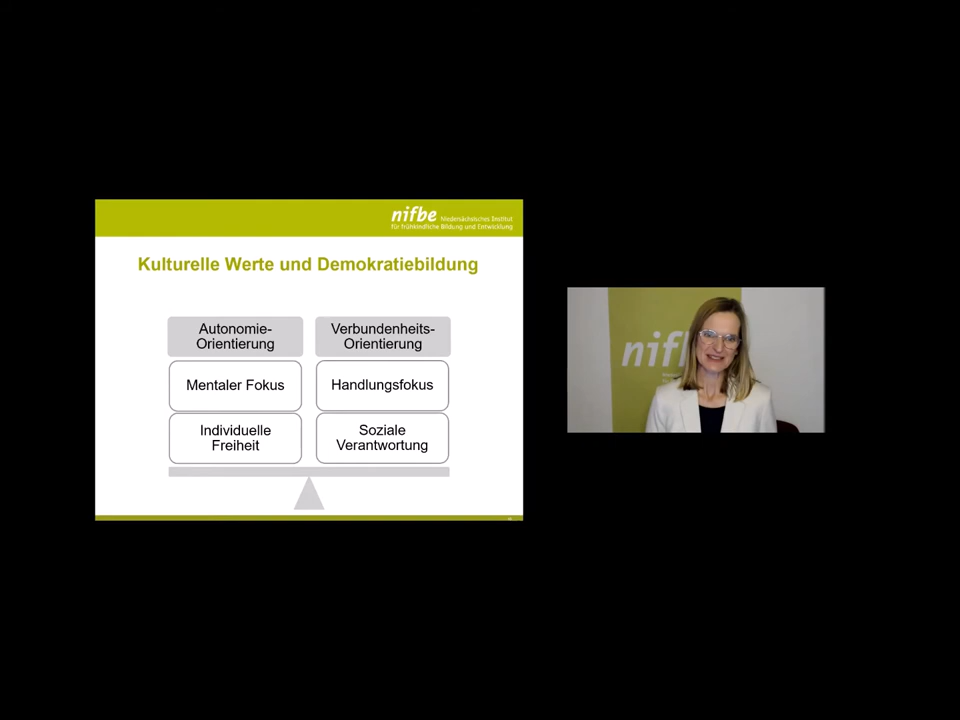 nifbe Niedersächsisches Institut
für frühkindliche Bildung und Entwicklung
Kulturelle Werte und Demokratiebildung
Autonomie-
Orientierung
Verbundenheits-
Orientierung
Mentaler Fokus
Handlungsfokus
Individuelle
Freiheit
Soziale
Verantwortung
nif